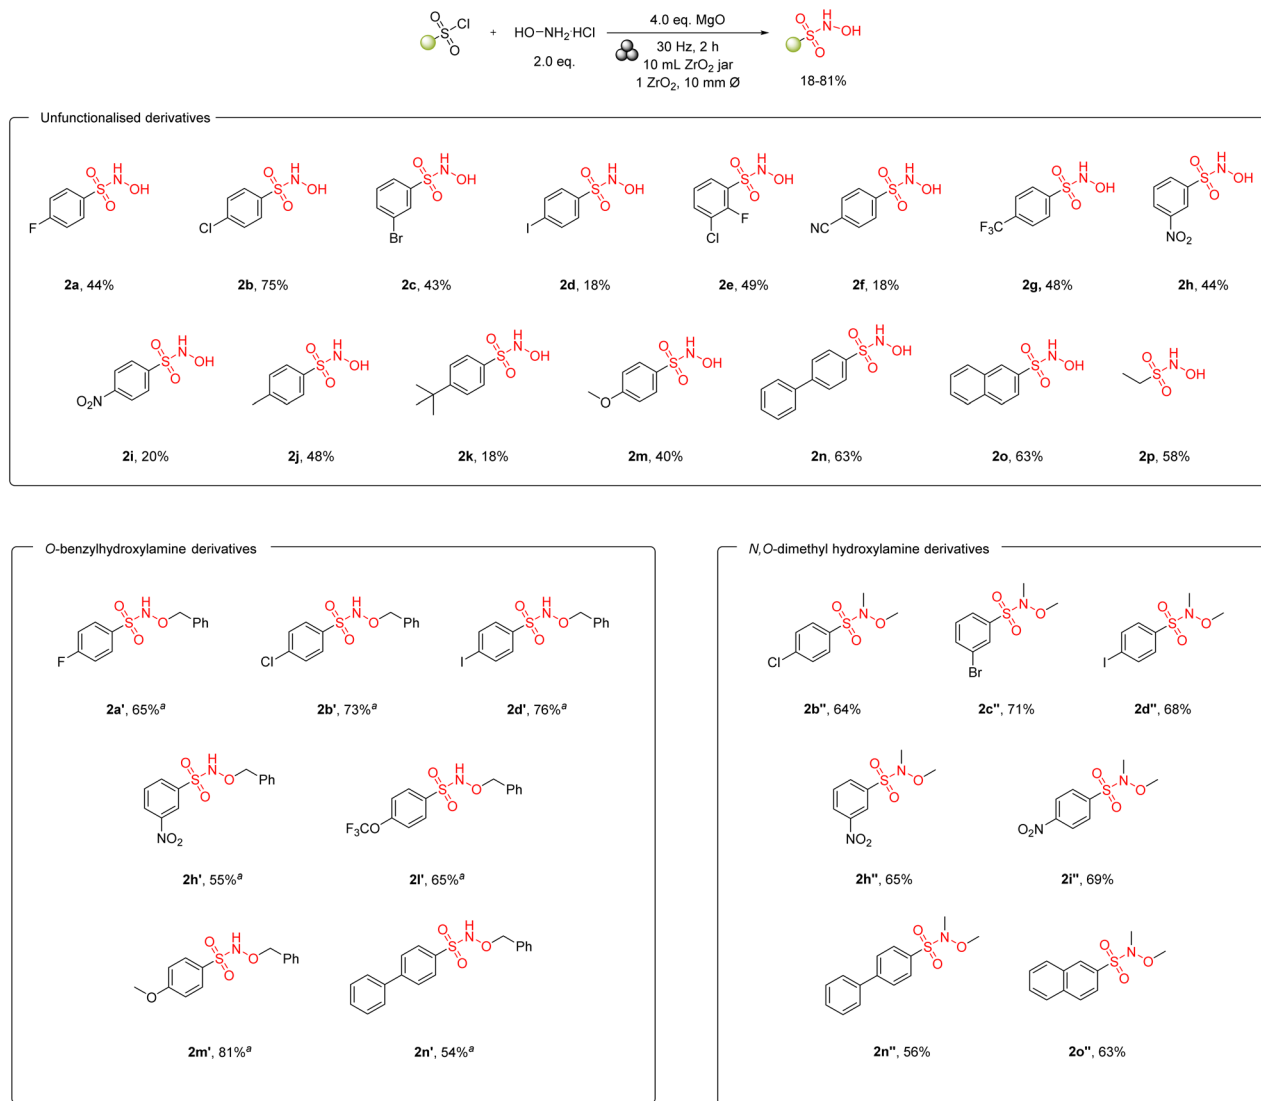 4.0 eq. MgO
+ HO−NH2·HCl
2.0 eq.
30 Hz, 2 h
10 mL ZrO2 jar
1 ZrO2, 10 mm Ø
18-81%
Unfunctionalised derivatives
2a, 44% 2b, 75% 2c, 43% 2d, 18% 2e, 49% 2f, 18% 2g, 48% 2h, 44%
2i, 20% 2j, 48% 2k, 18% 2m, 40% 2n, 63% 2o, 63% 2p, 58%
O-benzylhydroxylamine derivatives
2a', 65%a 2b', 73%a 2d', 76%a
2h', 55%a 2l', 65%a
2m', 81%a 2n', 54%a
N,O-dimethyl hydroxylamine derivatives
2b'', 64% 2c'', 71% 2d'', 68%
2h'', 65% 2i'', 69%
2n'', 56% 2o'', 63%